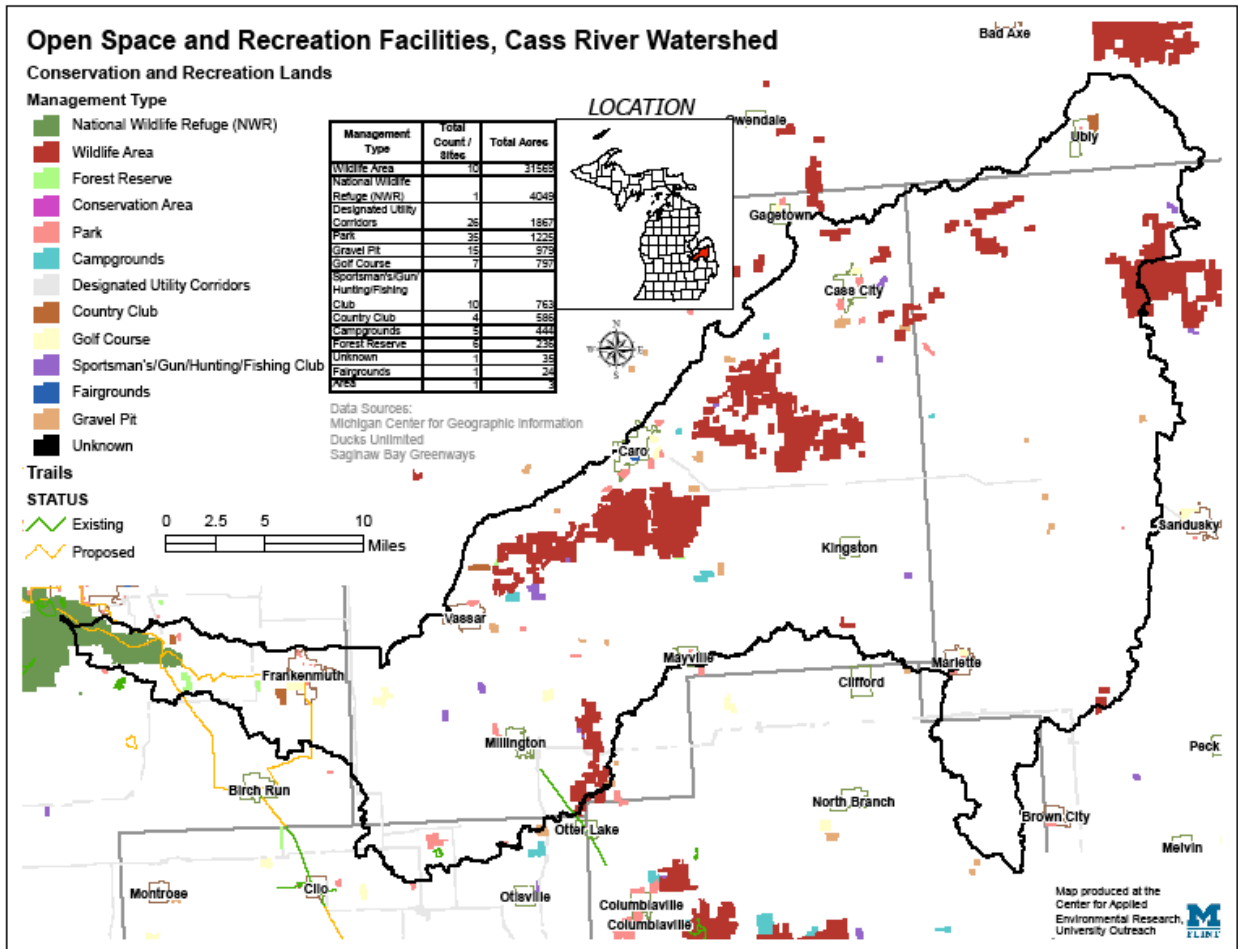 Open Space and Recreation Facilities, Cass River Watershed
Conservation and Recreation Lands
Management Type
National Wildlife Refuge (NWR)
Wildlife Area
Forest Reserve
Conservation Area
Park
Campgrounds
Designated Utility Corridors
Country Club
Golf Course
Sportsman's/Gun/Hunting/Fishing Club
Fairgrounds
Gravel Pit
Unknown
Trails
STATUS
Existing
Proposed
0 2.5 5 10
Miles
Management Type Total Count / Sites Total Acres
Wildlife Area 10 31569
National Wildlife Refuge (NWR) 1 4049
Designated Utility Corridors 26 1867
Park 35 1225
Gravel Pit 15 979
Golf Course 7 797
Sportsman's/Gun/Hunting/Fishing Club 10 763
Country Club 4 586
Campgrounds 5 444
Forest Reserve 6 236
Unknown 1 35
Fairgrounds 1 24
Area 1 3
Data Sources:
Michigan Center for Geographic Information
Ducks Unlimited
Saginaw Bay Greenways
LOCATION
N
W E
S
Bad Axe
Owendale
Ubly
Gagetown
Cass City
Caro
Sandusky
Kingston
Vassar
Mayville
Marlette
Clifford
Frankenmuth
Millington
Peck
Birch Run
North Branch
Brown City
Otter Lake
Melvin
Montrose
Clio
Otisville
Columbiaville
Columbiaville
Map produced at the
Center for Applied
Environmental Research,
University Outreach
M
FLINT